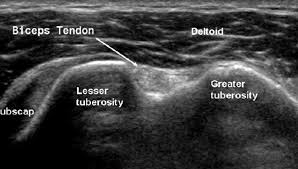 Biceps Tendon
Deltoid
Lesser
tuberosity
Greater
tuberosity
ubscap